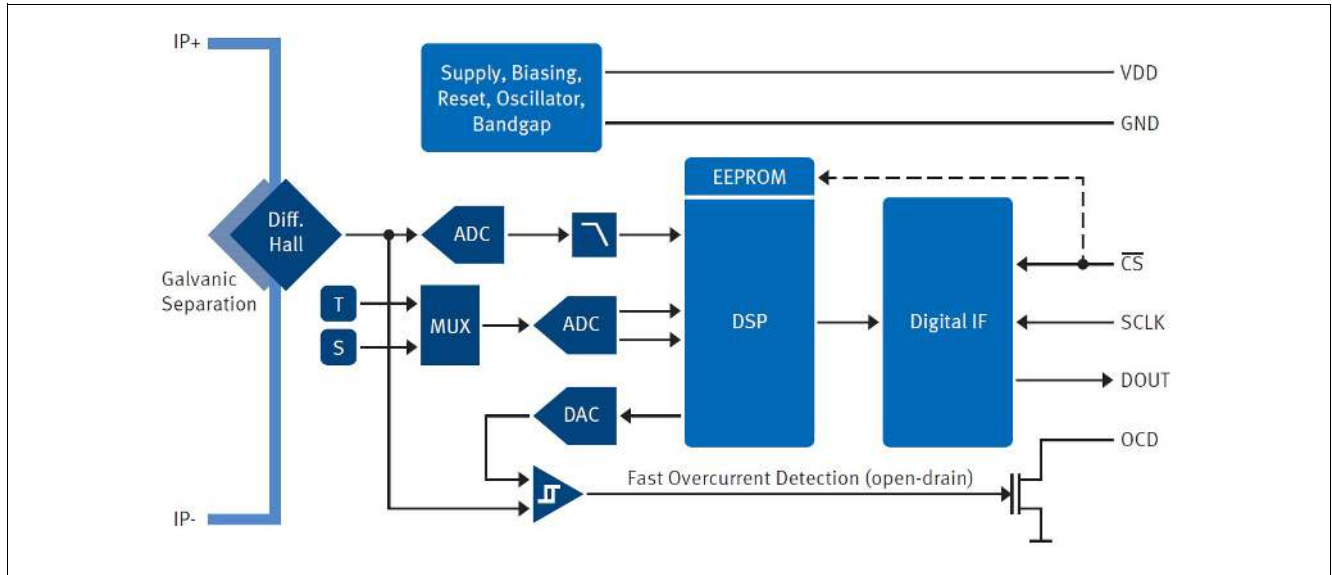 IP+
Supply, Biasing,
Reset, Oscillator,
Bandgap
VDD
GND
EEPROM
Diff.
Hall
ADC
Galvanic
Separation
T
S
MUX
ADC
DSP
Digital IF
CS
SCLK
DOUT
DAC
OCD
Fast Overcurrent Detection (open-drain)
IP-